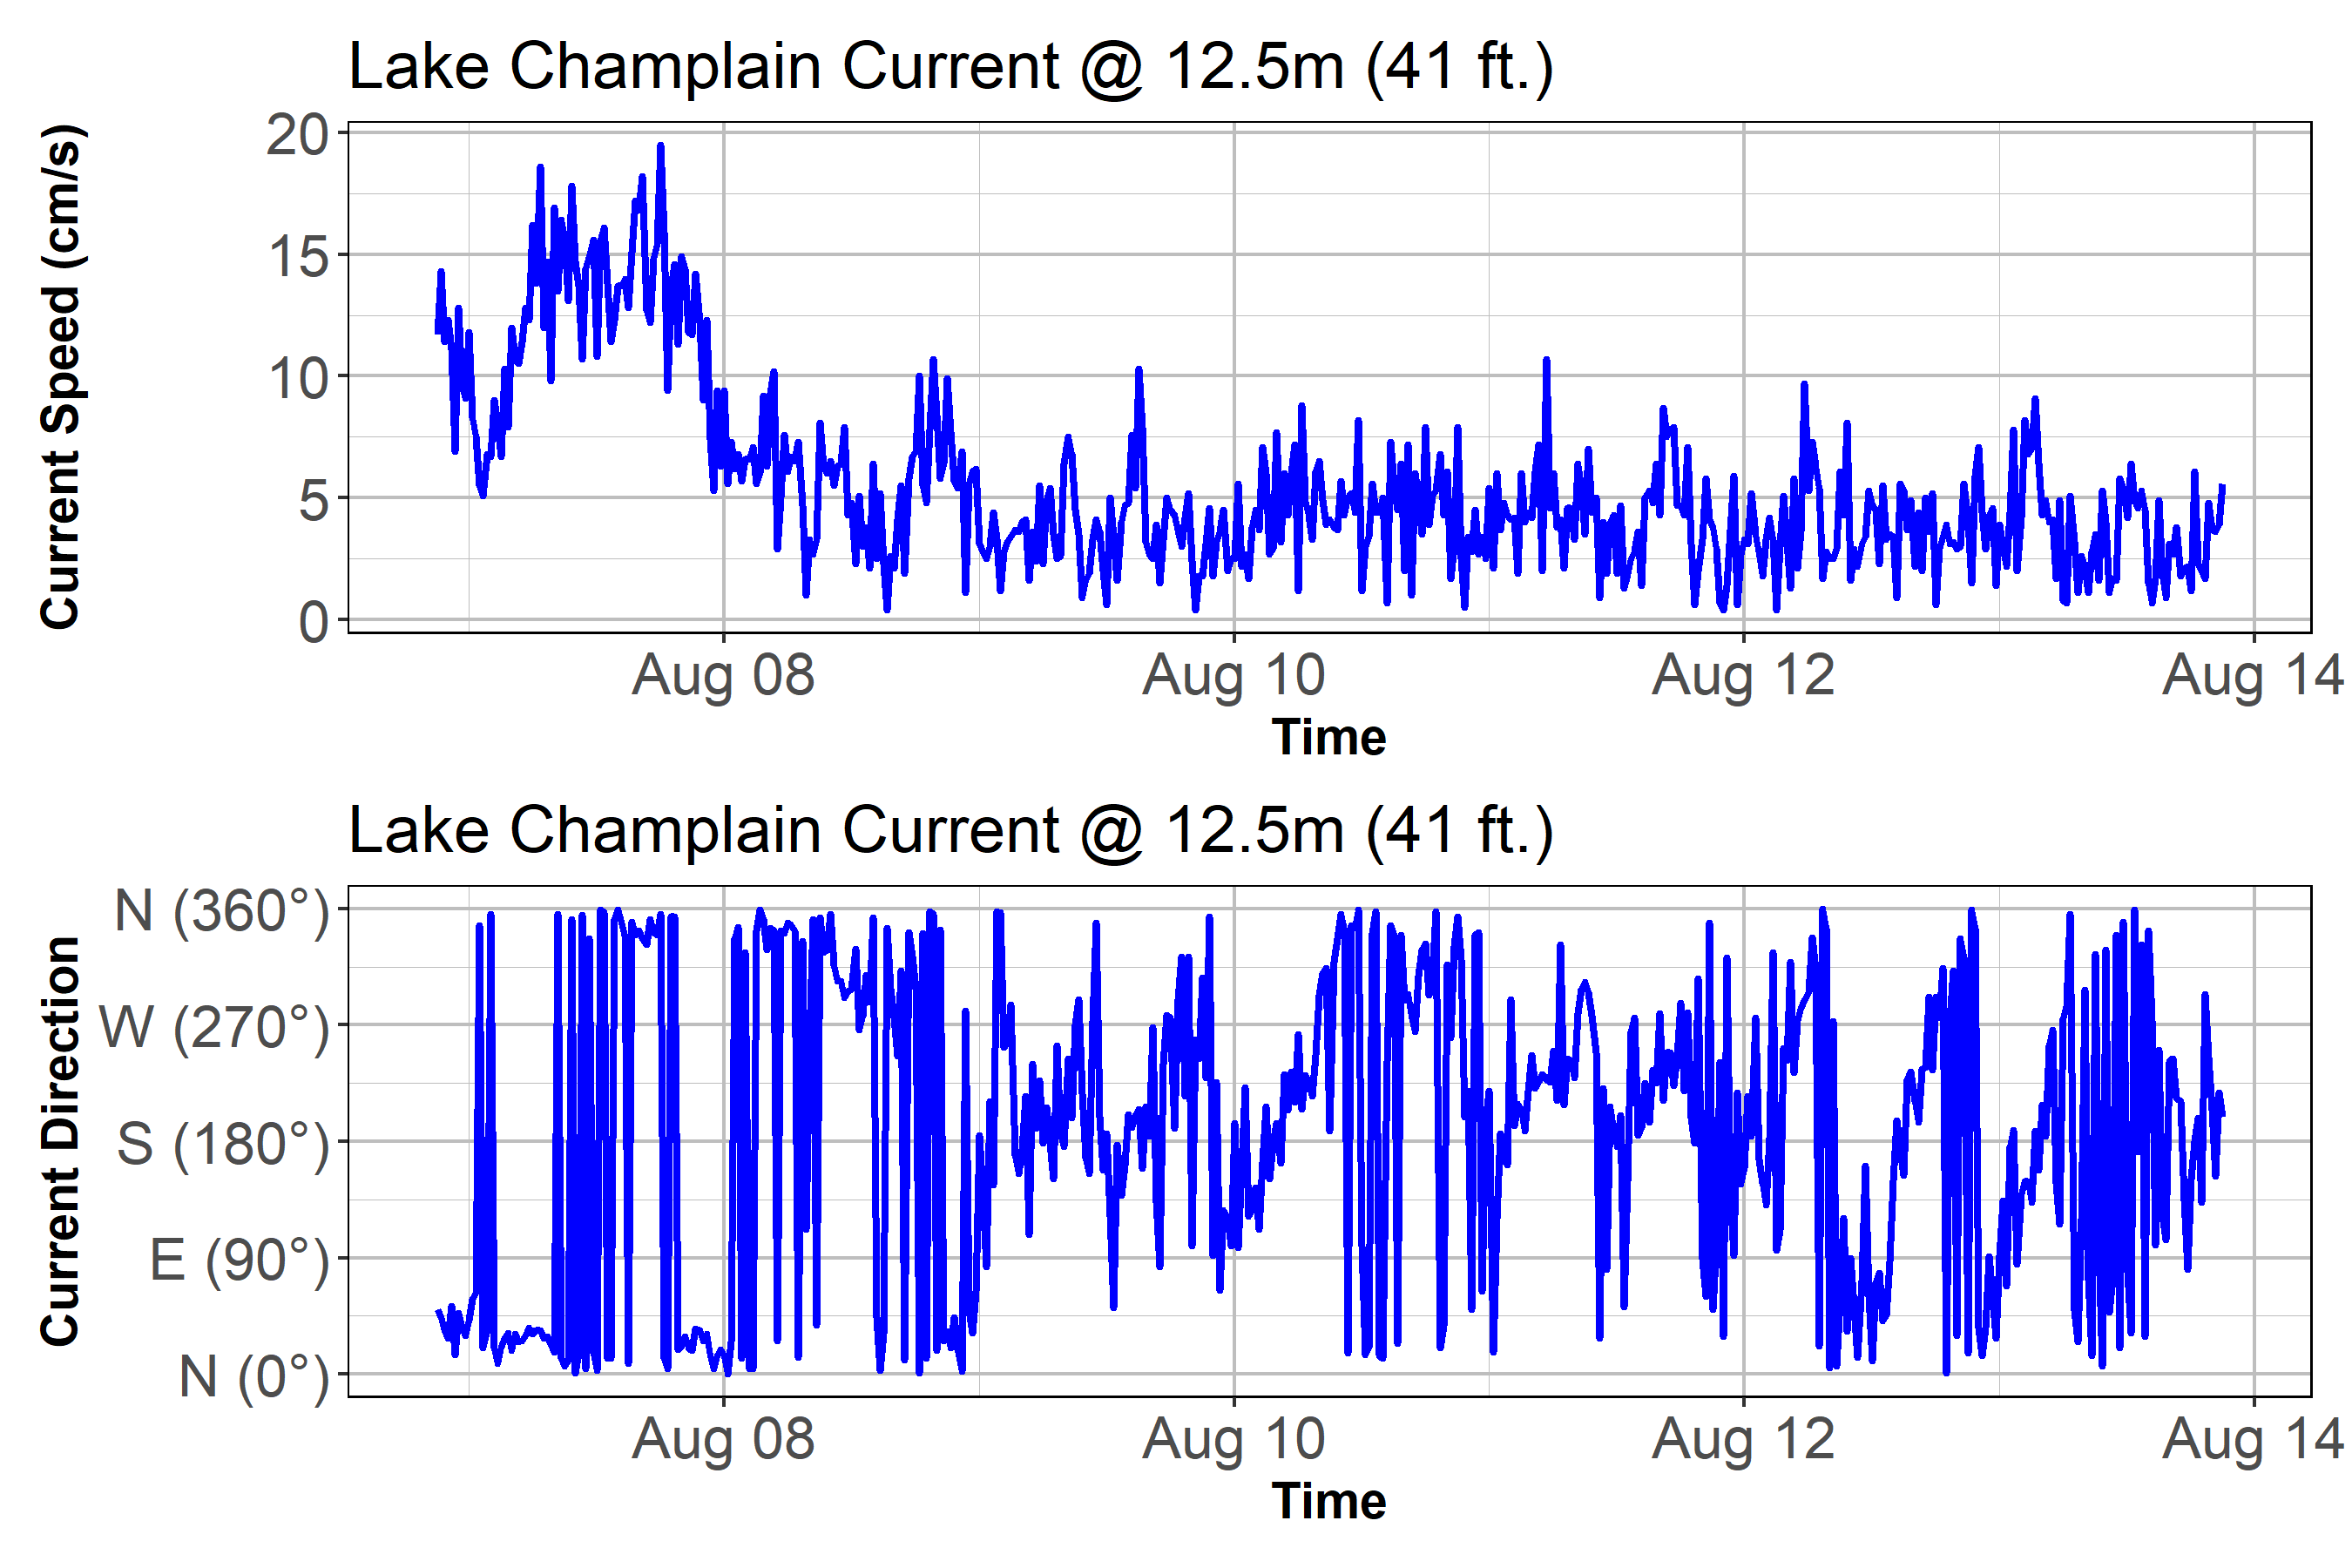 Lake Champlain Current @ 12.5m (41 ft.)
Current Speed (cm/s)
20
15
10
5
0
Aug 08 Aug 10 Aug 12 Aug 14
Time
Lake Champlain Current @ 12.5m (41 ft.)
Current Direction
N (360°)
W (270°)
S (180°)
E (90°)
N (0°)
Aug 08 Aug 10 Aug 12 Aug 14
Time